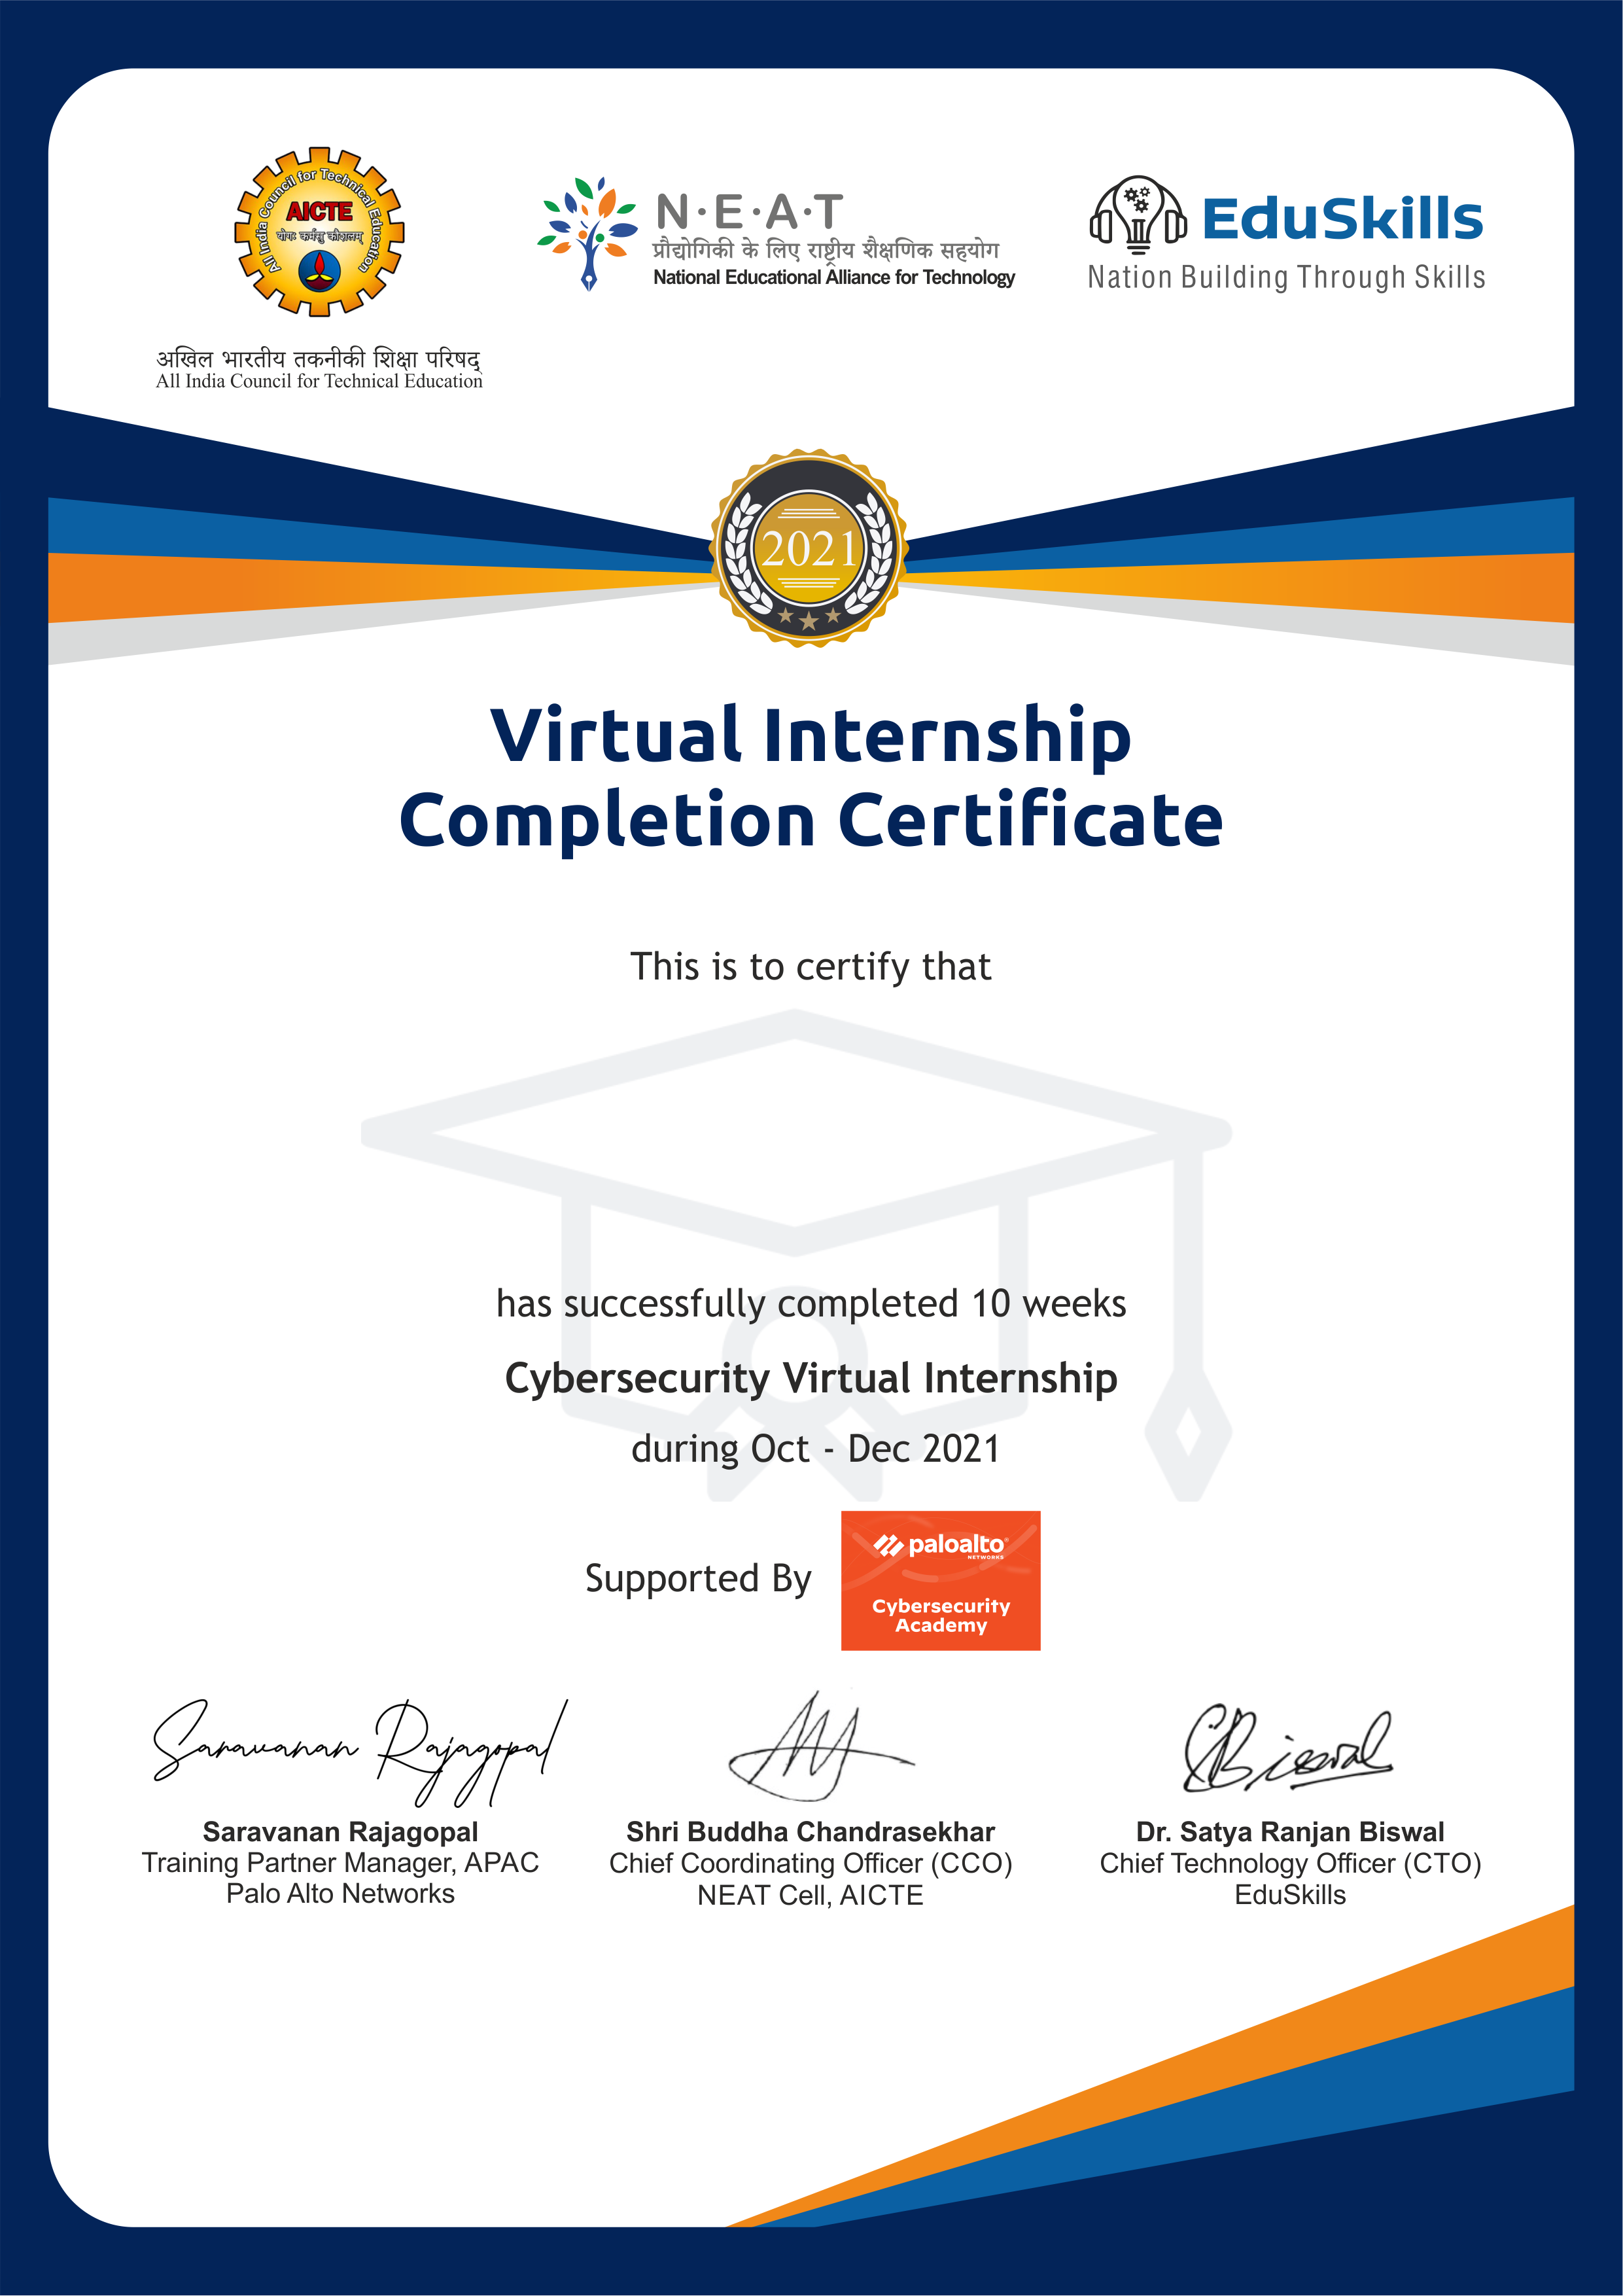 All India Council for Technical Education
AICTE
योगः कर्मसु कौशलम्
अखिल भारतीय तकनीकी शिक्षा परिषद्
All India Council for Technical Education
N·E·A·T
प्रौद्योगिकी के लिए राष्ट्रीय शैक्षणिक सहयोग
National Educational Alliance for Technology
EduSkills
Nation Building Through Skills
2021
Virtual Internship
Completion Certificate
This is to certify that
has successfully completed 10 weeks
Cybersecurity Virtual Internship
during Oct - Dec 2021
Supported By
paloalto
NETWORKS
Cybersecurity
Academy
Saravanan Rajagopal
Saravanan Rajagopal
Training Partner Manager, APAC
Palo Alto Networks
Shri Buddha Chandrasekhar
Chief Coordinating Officer (CCO)
NEAT Cell, AICTE
SRBiswal
Dr. Satya Ranjan Biswal
Chief Technology Officer (CTO)
EduSkills